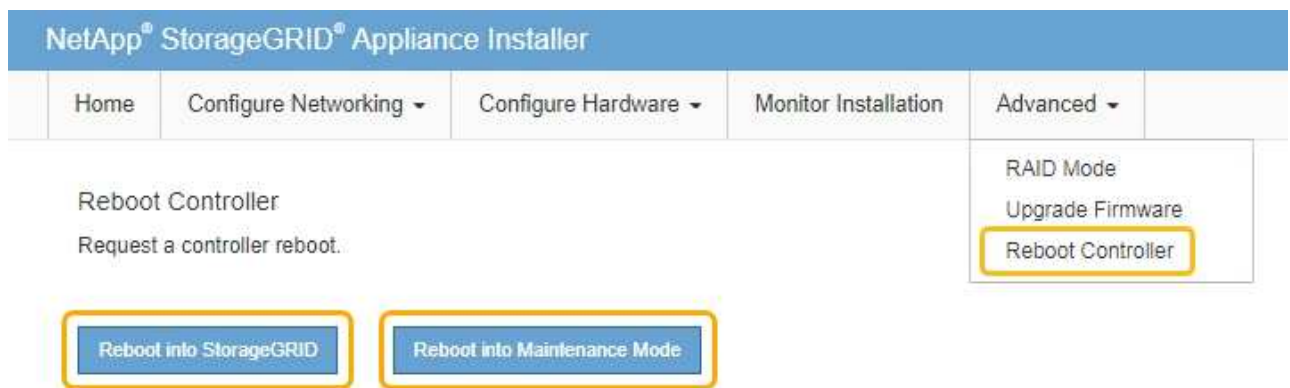 NetApp® StorageGRID® Appliance Installer
Home Configure Networking Configure Hardware Monitor Installation Advanced
RAID Mode
Upgrade Firmware
Reboot Controller
Reboot Controller
Request a controller reboot.
Reboot into StorageGRID Reboot into Maintenance Mode